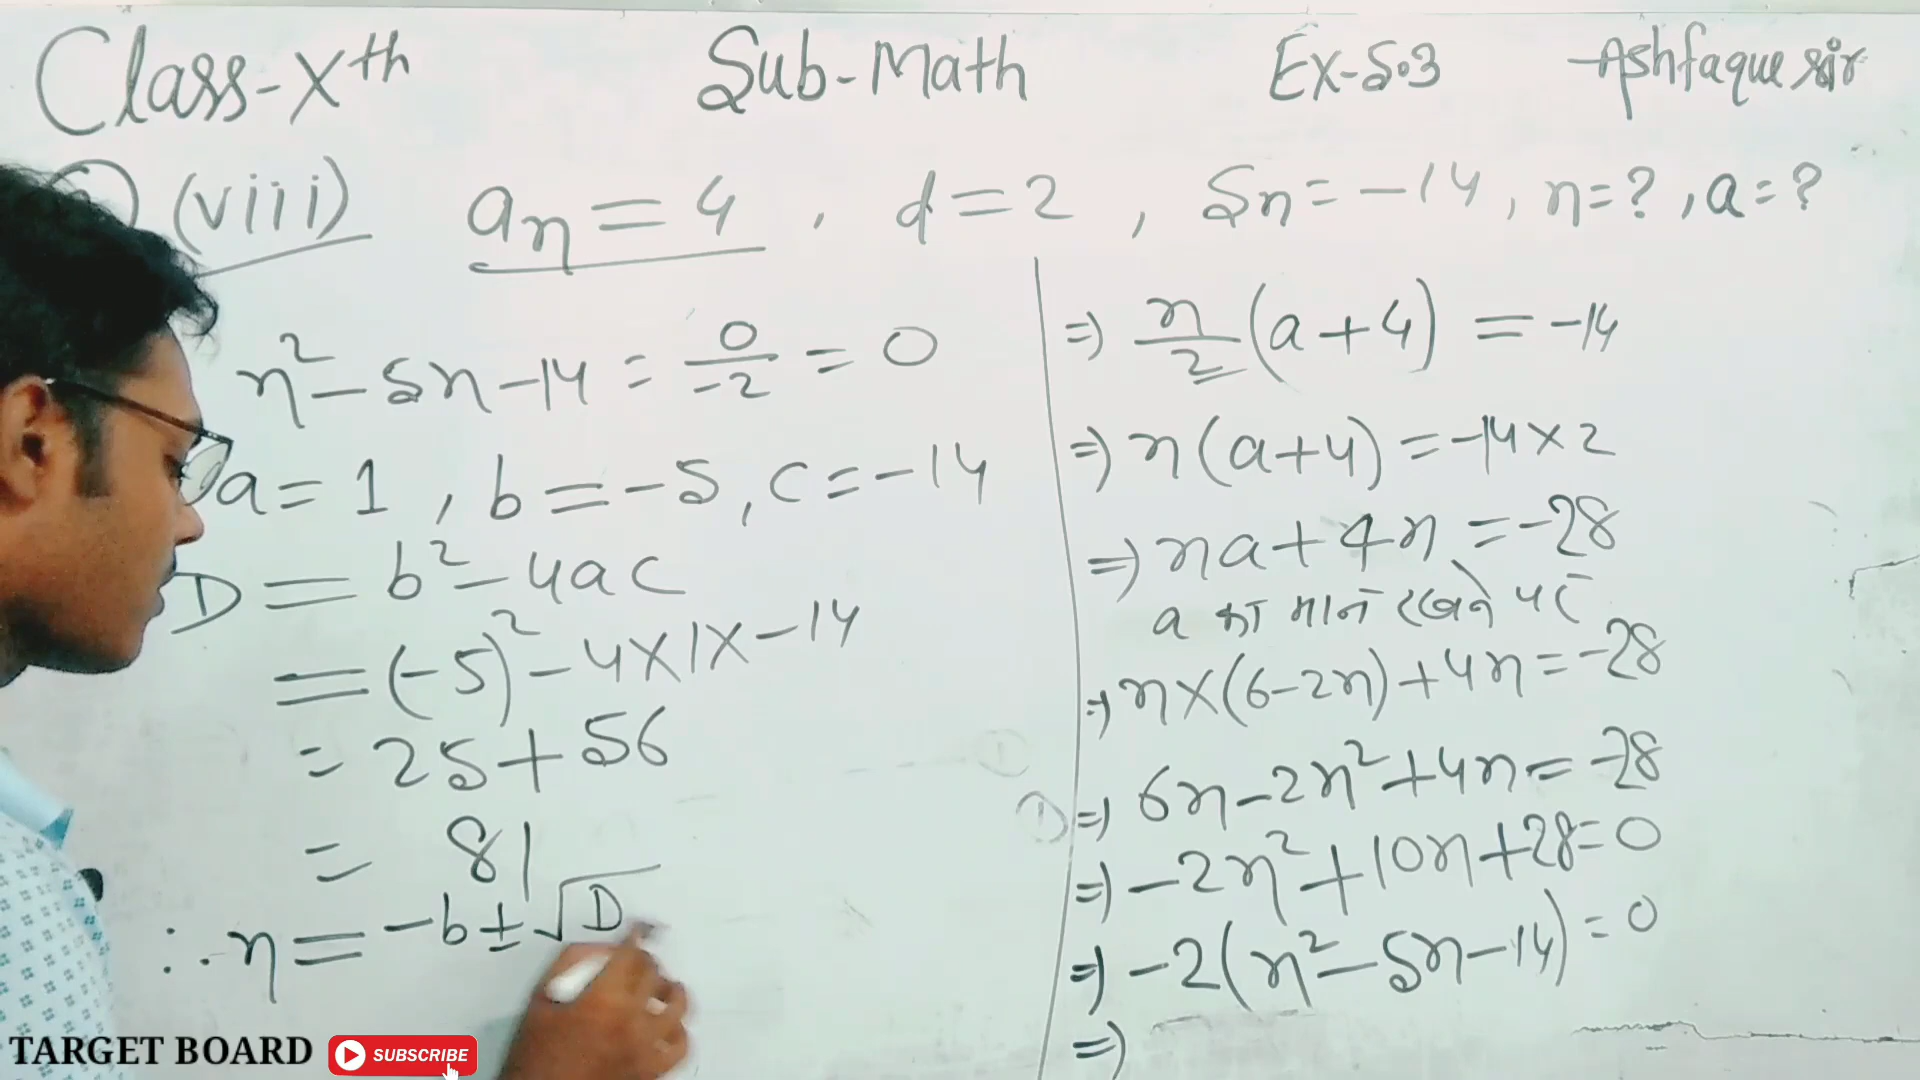 Class-Xth Sub-Math Ex-5.3 Ashfaque sir
(viii) an = 4, d = 2, Sn = -14, n = ?, a = ?
n² - 5n - 14 = 0/-2 = 0
a = 1, b = -5, c = -14
D = b² - 4ac
= (-5)² - 4×1×-14
= 25 + 56
= 81
∴ n = -b ± √D
⇒ n/2 (a + 4) = -14
⇒ n(a+4) = -14×2
⇒ na + 4n = -28
a का मान रखने पर
⇒ n×(6-2n) + 4n = -28
⇒ 6n - 2n² + 4n = -28
⇒ -2n² + 10n + 28 = 0
⇒ -2(n² - 5n - 14) = 0
⇒
TARGET BOARD SUBSCRIBE